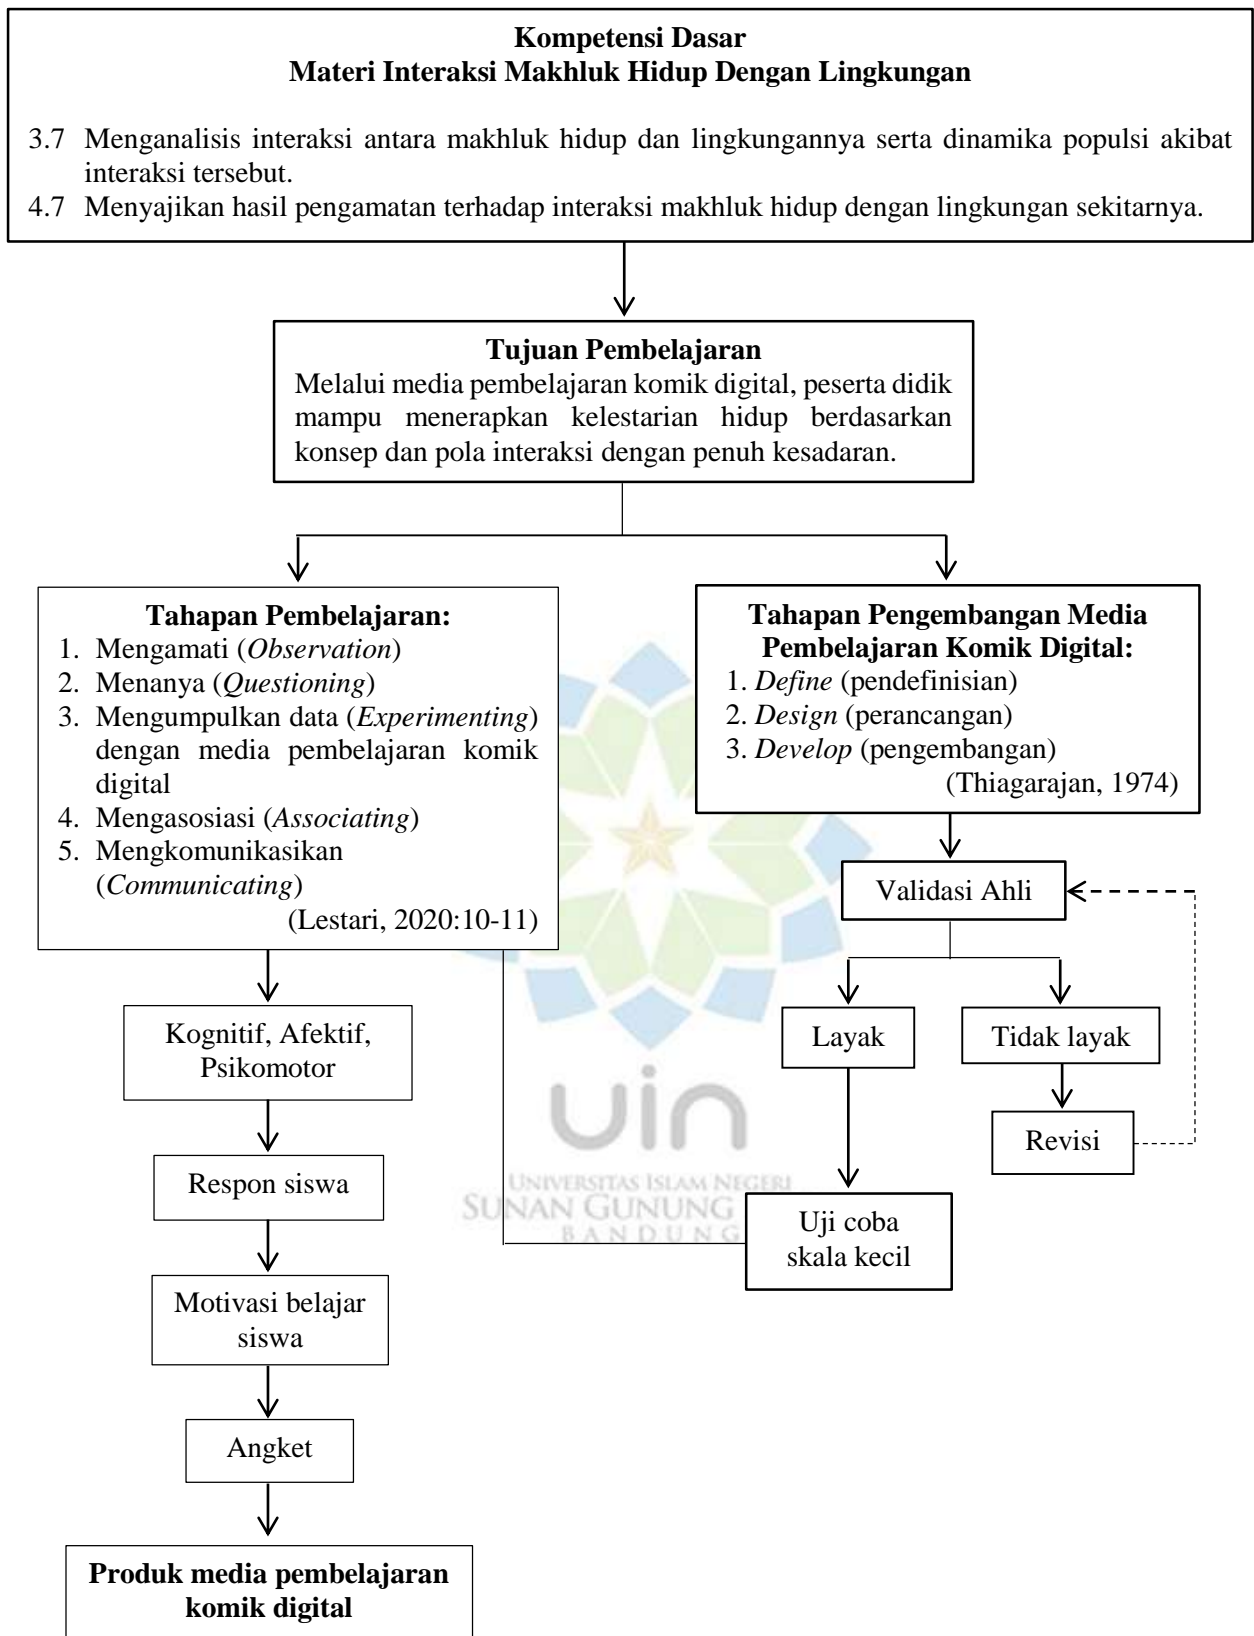 Kompetensi Dasar
Materi Interaksi Makhluk Hidup Dengan Lingkungan
3.7 Menganalisis interaksi antara makhluk hidup dan lingkungannya serta dinamika populsi akibat
interaksi tersebut.
4.7 Menyajikan hasil pengamatan terhadap interaksi makhluk hidup dengan lingkungan sekitarnya.
Tujuan Pembelajaran
Melalui media pembelajaran komik digital, peserta didik
mampu menerapkan kelestarian hidup berdasarkan
konsep dan pola interaksi dengan penuh kesadaran.
Tahapan Pembelajaran:
1. Mengamati (Observation)
2. Menanya (Questioning)
3. Mengumpulkan data (Experimenting)
dengan media pembelajaran komik
digital
4. Mengasosiasi (Associating)
5. Mengkomunikasikan
(Communicating)
(Lestari, 2020:10-11)
Kognitif, Afektif,
Psikomotor
Respon siswa
Motivasi belajar
siswa
Angket
Produk media pembelajaran
komik digital
Tahapan Pengembangan Media
Pembelajaran Komik Digital:
1. Define (pendefinisian)
2. Design (perancangan)
3. Develop (pengembangan)
(Thiagarajan, 1974)
Validasi Ahli
Layak
Tidak layak
Revisi
Uji coba
skala kecil
uin
UNIVERSITAS ISLAM NEGERI
SUNAN GUNUNG
BANDUNG